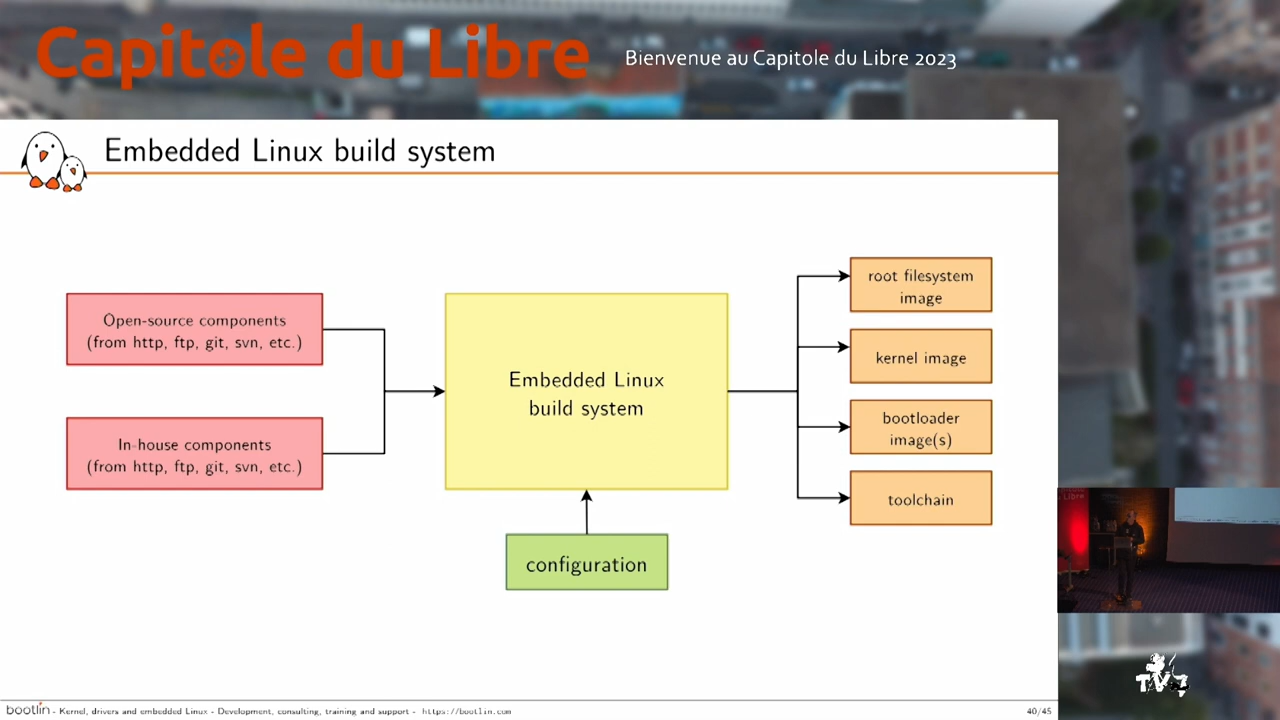 Capitole du Libre
Bienvenue au Capitole du Libre 2023
Embedded Linux build system
Open-source components
(from http, ftp, git, svn, etc.)
In-house components
(from http, ftp, git, svn, etc.)
Embedded Linux
build system
configuration
root filesystem
image
kernel image
bootloader
image(s)
toolchain
Libre
TV7
bootlin - Kernel, drivers and embedded Linux - Development, consulting, training and support - https://bootlin.com
40/45